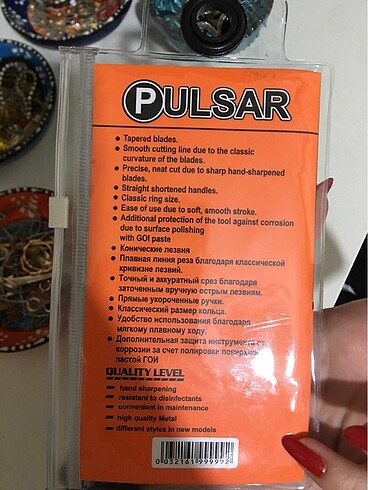 PULSAR
• Tapered blades.
• Smooth cutting line due to the classic
curvature of the blades.
• Precise, neat cut due to sharp hand-sharpened
blades.
• Straight shortened handles.
• Classic ring size.
• Ease of use due to soft, smooth stroke.
• Additional protection of the tool against corrosion
due to surface polishing
with GOI paste
• Конические лезвия
• Плавная линия реза благодаря классической
кривизне лезвий.
• Точный и аккуратный срез благодаря
заточенным вручную острым лезвиям.
• Прямые укороченные ручки.
• Классический размер кольца.
• Удобство использования благодаря
мягкому плавному ходу.
• Дополнительная защита инструмента от
коррозии за счет полировки поверхности
пастой ГОИ
QUALITY LEVEL
hand sharpening
resistant to disinfectants
convenient in maintenance
high quality Metal
different styles in new models
0 032161 999972